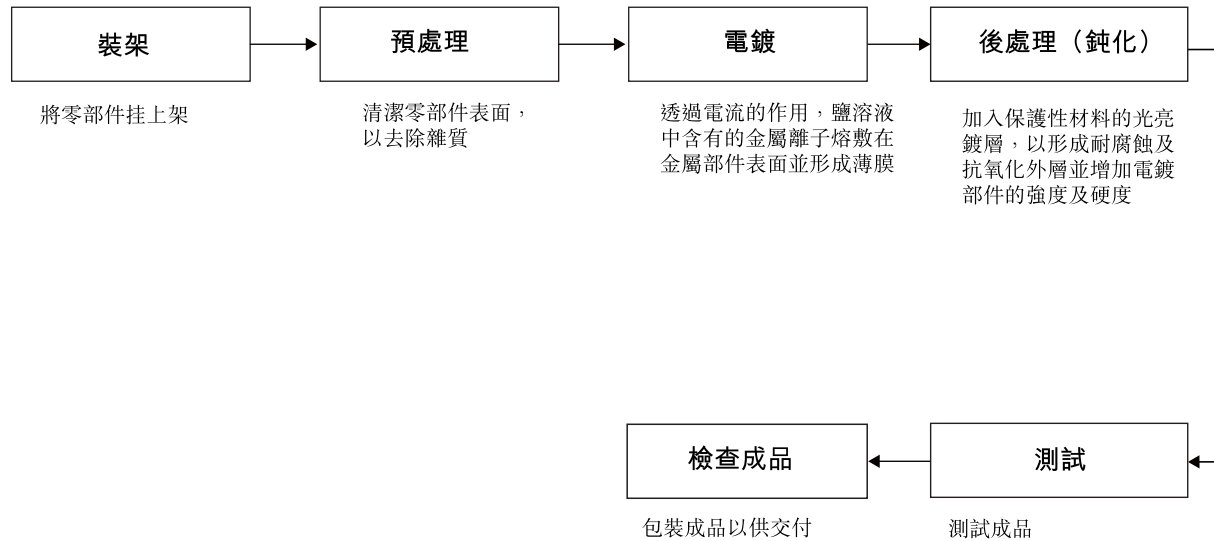 裝架
將零部件挂上架
預處理
清潔零部件表面，
以去除雜質
電鍍
透過電流的作用，鹽溶液
中含有的金屬離子熔敷在
金屬部件表面並形成薄膜
後處理（鈍化）
加入保護性材料的光亮
鍍層，以形成耐腐蝕及
抗氧化外層並增加電鍍
部件的強度及硬度
測試
測試成品
檢查成品
包裝成品以供交付